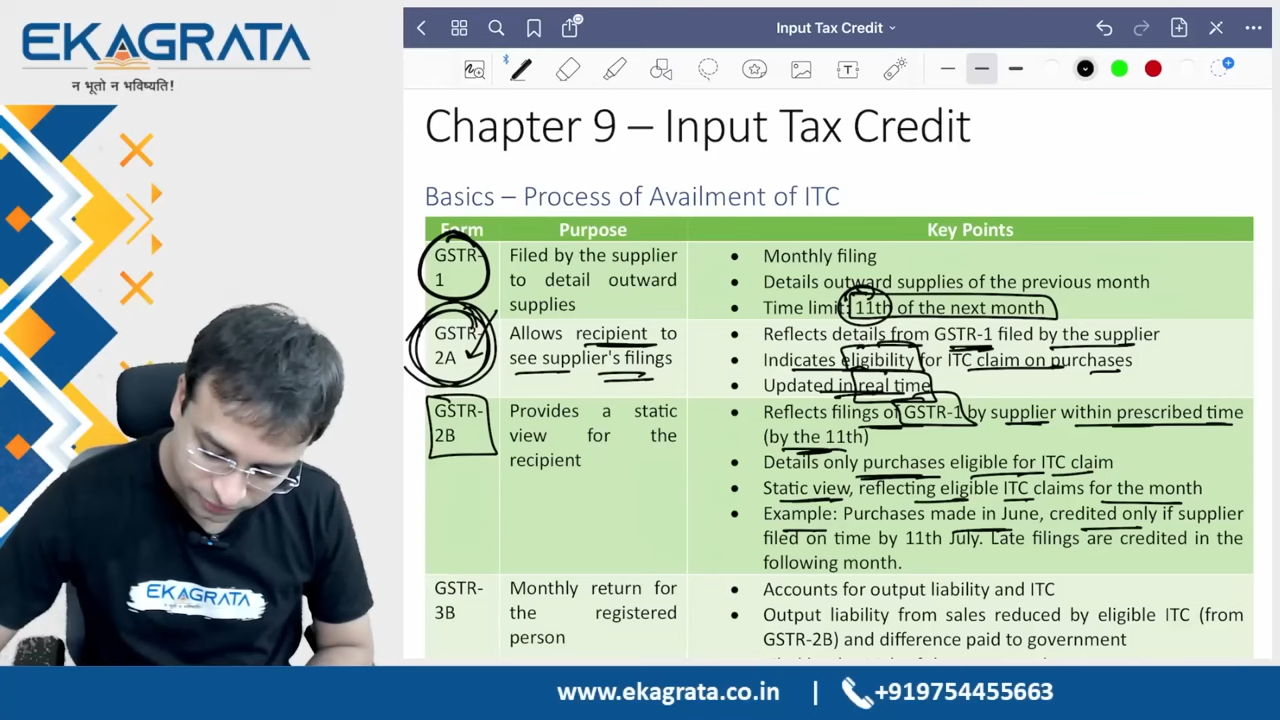 EKAGRATA
न भूतो न भविष्यति!
Input Tax Credit
Chapter 9 – Input Tax Credit
Basics – Process of Availment of ITC
Form Purpose Key Points
GSTR-
1
Filed by the supplier
to detail outward
supplies
• Monthly filing
• Details outward supplies of the previous month
• Time limit: 11th of the next month
GSTR-
2A
Allows recipient to
see supplier's filings
• Reflects details from GSTR-1 filed by the supplier
• Indicates eligibility for ITC claim on purchases
• Updated in real time
GSTR-
2B
Provides a static
view for the
recipient
• Reflects filings of GSTR-1 by supplier within prescribed time
(by the 11th)
• Details only purchases eligible for ITC claim
• Static view, reflecting eligible ITC claims for the month
• Example: Purchases made in June, credited only if supplier
filed on time by 11th July. Late filings are credited in the
following month.
GSTR-
3B
Monthly return for
the registered
person
• Accounts for output liability and ITC
• Output liability from sales reduced by eligible ITC (from
GSTR-2B) and difference paid to government
EKAGRATA
www.ekagrata.co.in | +919754455663